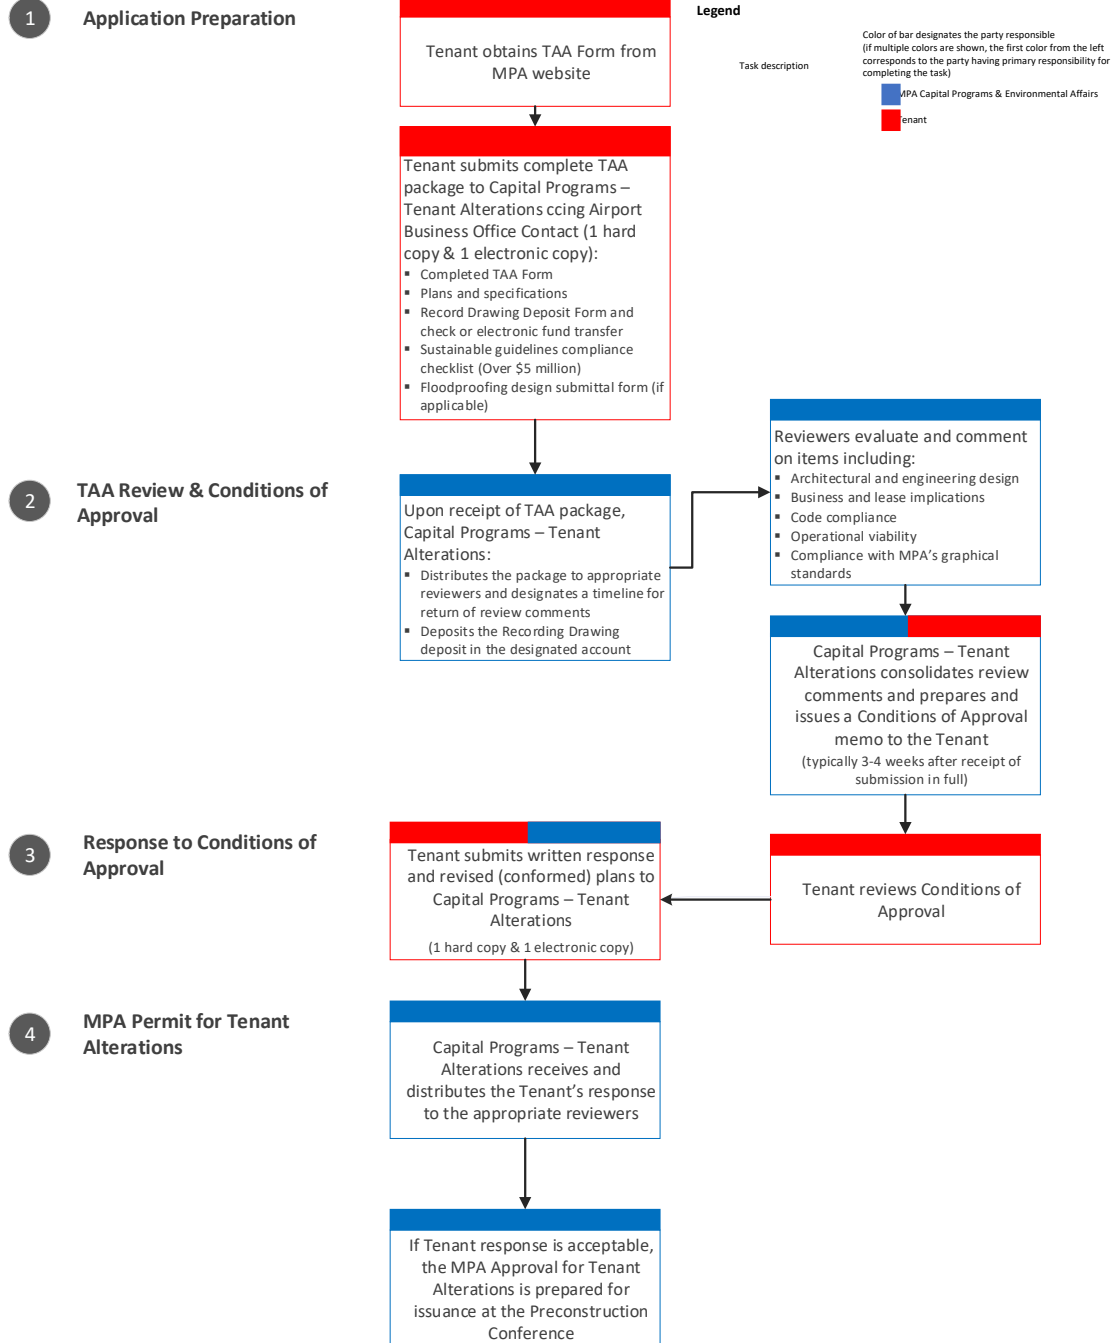 1
Application Preparation
Tenant obtains TAA Form from
MPA website
Legend
Task description
Color of bar designates the party responsible
(if multiple colors are shown, the first color from the left
corresponds to the party having primary responsibility for
completing the task)
MPA Capital Programs & Environmental Affairs
Tenant
Tenant submits complete TAA
package to Capital Programs –
Tenant Alterations ccing Airport
Business Office Contact (1 hard
copy & 1 electronic copy):
▪ Completed TAA Form
▪ Plans and specifications
▪ Record Drawing Deposit Form and
check or electronic fund transfer
▪ Sustainable guidelines compliance
checklist (Over $5 million)
▪ Floodproofing design submittal form (if
applicable)
2
TAA Review & Conditions of
Approval
Upon receipt of TAA package,
Capital Programs – Tenant
Alterations:
▪ Distributes the package to appropriate
reviewers and designates a timeline for
return of review comments
▪ Deposits the Recording Drawing
deposit in the designated account
Reviewers evaluate and comment
on items including:
▪ Architectural and engineering design
▪ Business and lease implications
▪ Code compliance
▪ Operational viability
▪ Compliance with MPA’s graphical
standards
Capital Programs – Tenant
Alterations consolidates review
comments and prepares and
issues a Conditions of Approval
memo to the Tenant
(typically 3-4 weeks after receipt of
submission in full)
3
Response to Conditions of
Approval
Tenant reviews Conditions of
Approval
Tenant submits written response
and revised (conformed) plans to
Capital Programs – Tenant
Alterations
(1 hard copy & 1 electronic copy)
4
MPA Permit for Tenant
Alterations
Capital Programs – Tenant
Alterations receives and
distributes the Tenant’s response
to the appropriate reviewers
If Tenant response is acceptable,
the MPA Approval for Tenant
Alterations is prepared for
issuance at the Preconstruction
Conference